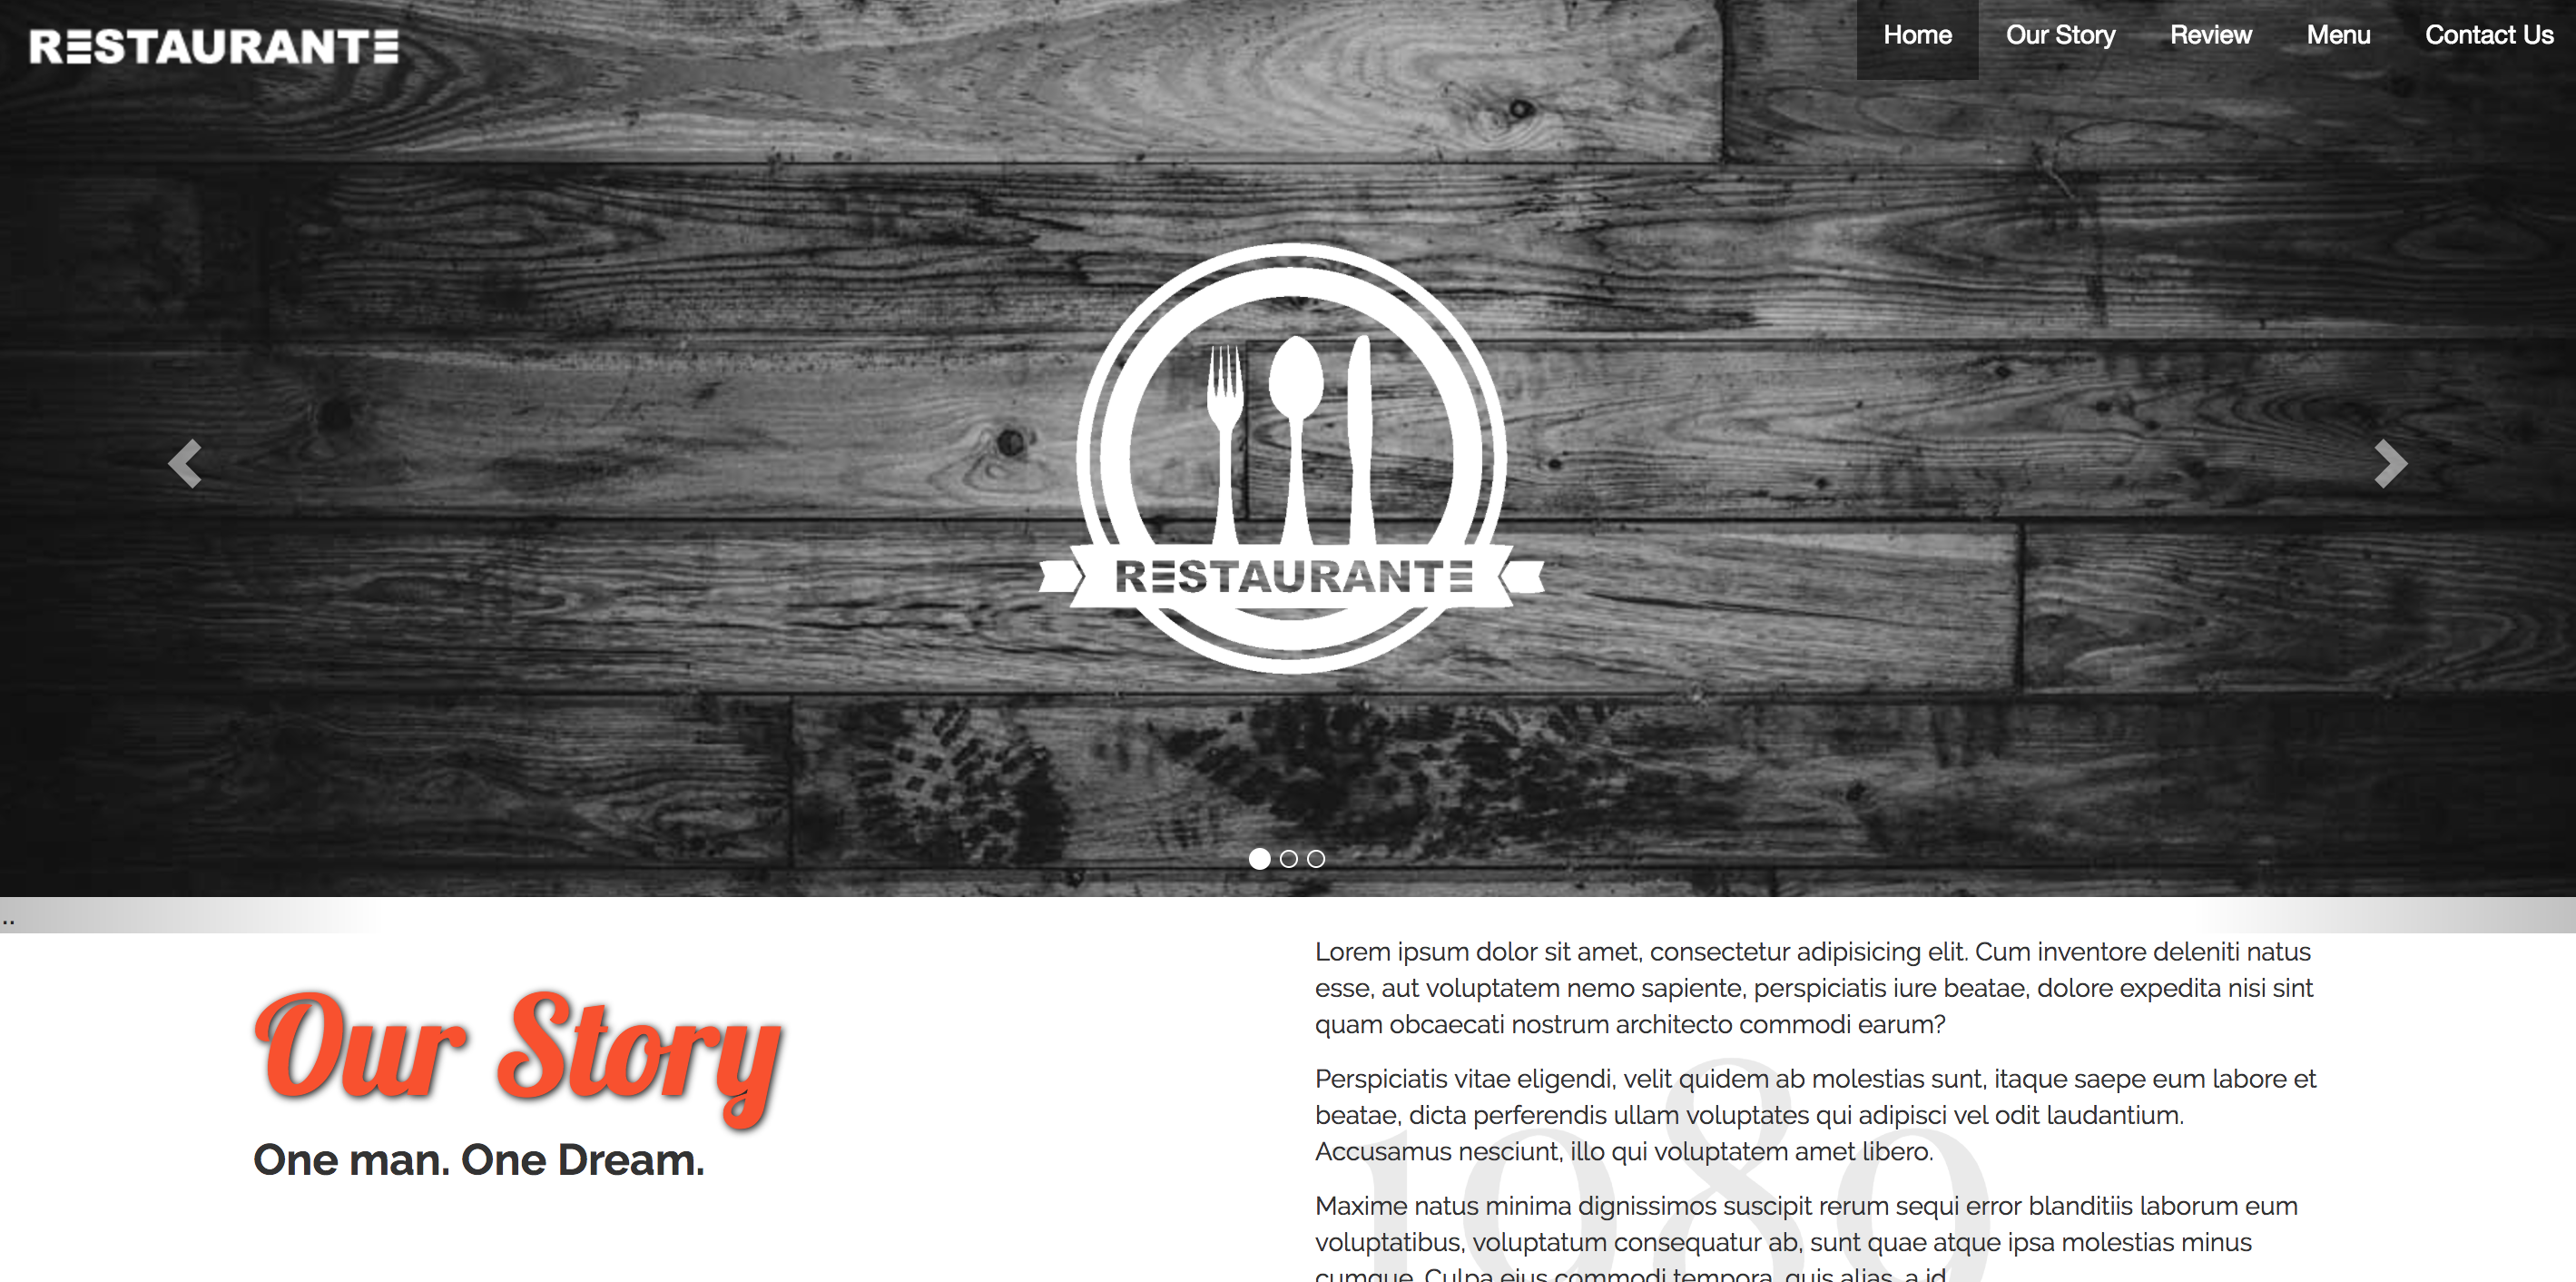 RESTAURANTE
Home Our Story Review Menu Contact Us
RESTAURANTE
..
Our Story
One man. One Dream.
Lorem ipsum dolor sit amet, consectetur adipisicing elit. Cum inventore deleniti natus
esse, aut voluptatem nemo sapiente, perspiciatis iure beatae, dolore expedita nisi sint
quam obcaecati nostrum architecto commodi earum?
Perspiciatis vitae eligendi, velit quidem ab molestias sunt, itaque saepe eum labore et
beatae, dicta perferendis ullam voluptates qui adipisci vel odit laudantium.
Accusamus nesciunt, illo qui voluptatem amet libero.
1989
Maxime natus minima dignissimos suscipit rerum sequi error blanditiis laborum eum
voluptatibus, voluptatum consequatur ab, sunt quae atque ipsa molestias minus
cumque. Culpa eius commodi tempora, quis alias, a id